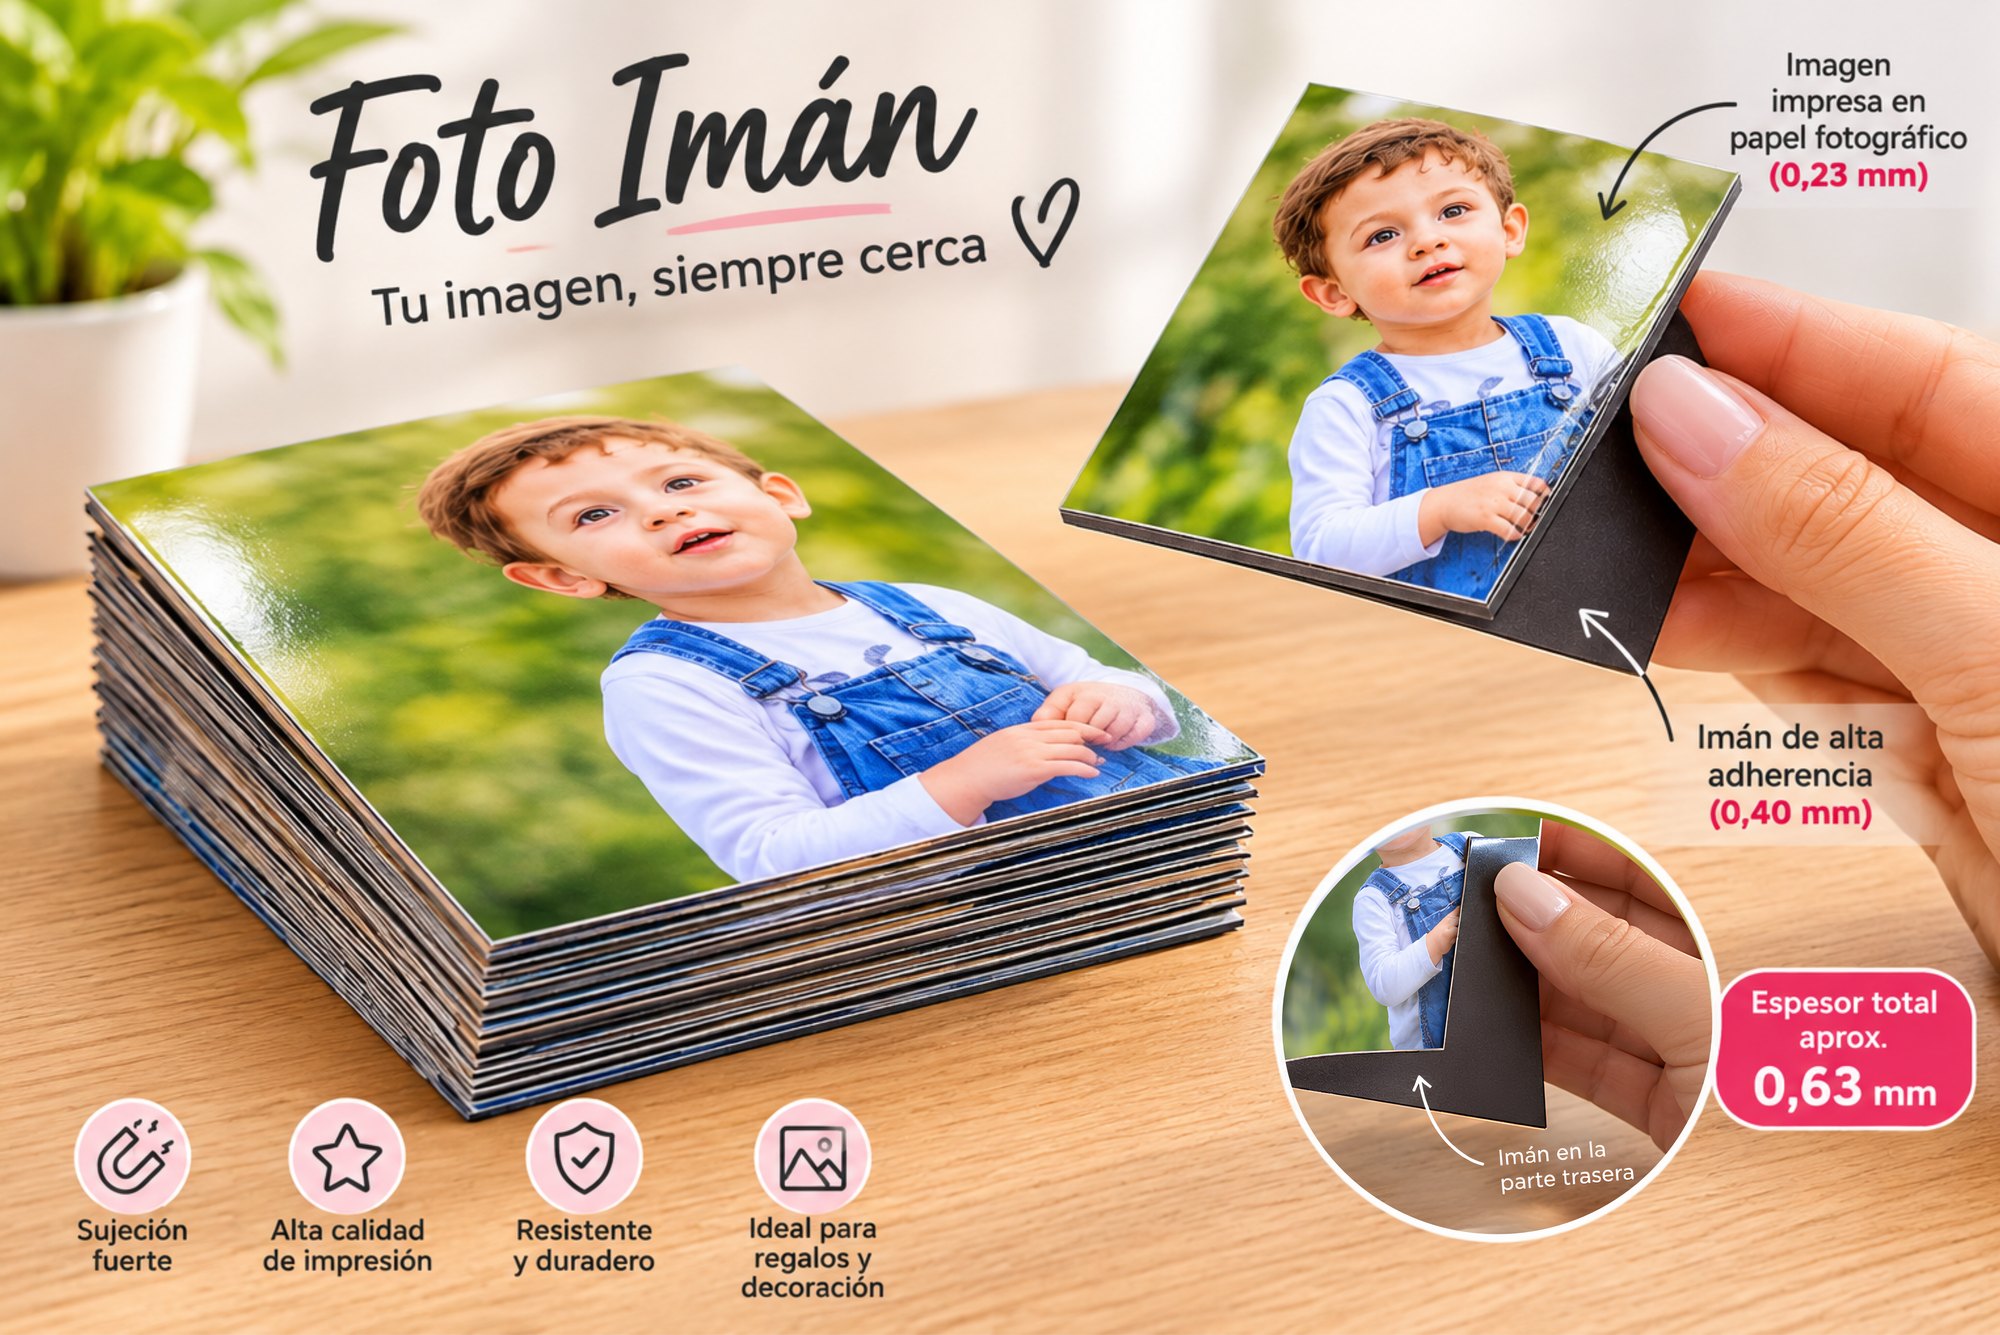 Foto Imán
Tu imagen, siempre cerca
Imagen
impresa en
papel fotográfico
(0,23 mm)
Imán de alta
adherencia
(0,40 mm)
Imán en la
parte trasera
Espesor total
aprox.
0,63 mm
Sujeción
fuerte
Alta calidad
de impresión
Resistente
y duradero
Ideal para
regalos y
decoración